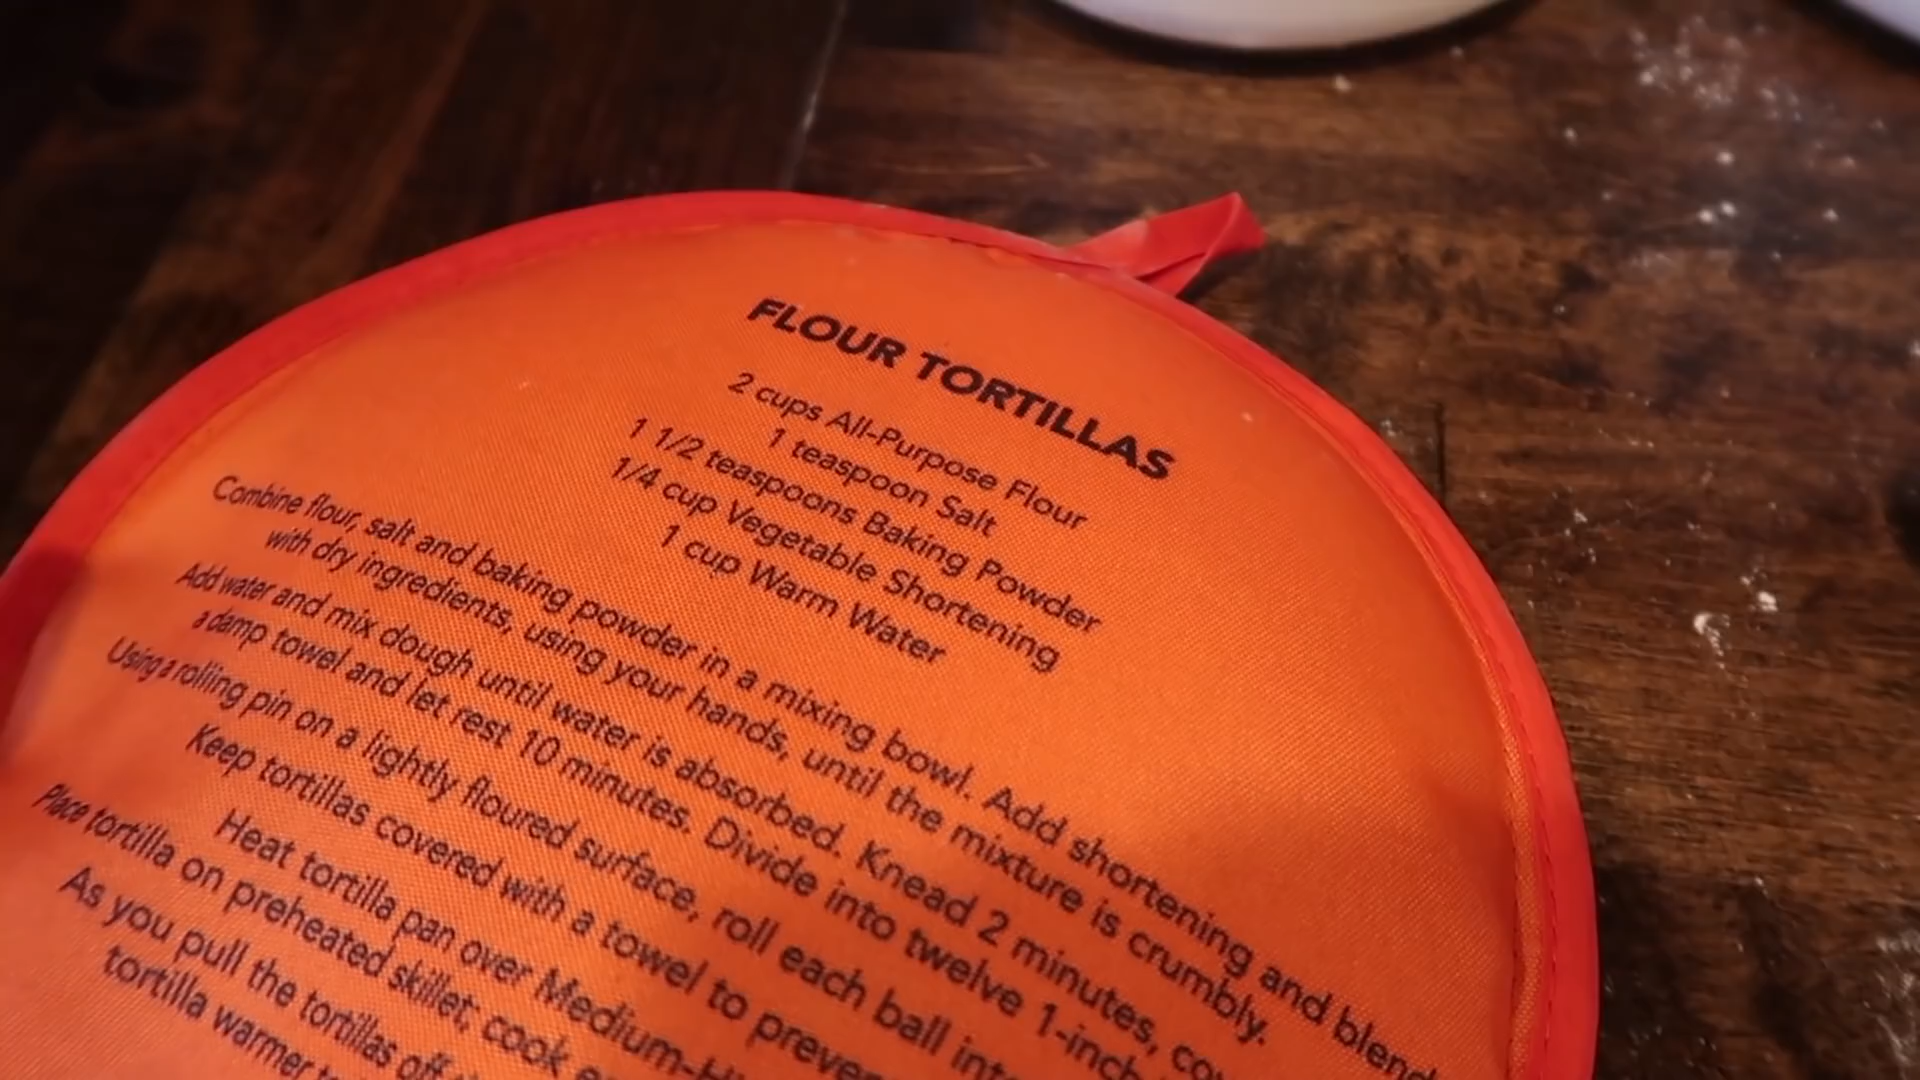 FLOUR TORTILLAS
2 cups All-Purpose Flour
1 teaspoon Salt
1 1/2 teaspoons Baking Powder
1/4 cup Vegetable Shortening
1 cup Warm Water
Combine flour, salt and baking powder in a mixing bowl. Add shortening and blend
with dry ingredients, using your hands, until the mixture is crumbly.
Add water and mix dough until water is absorbed. Knead 2 minutes,
a damp towel and let rest 10 minutes. Divide into twelve 1-inch
Using a rolling pin on a lightly floured surface, roll each ball
Keep tortillas covered with a towel to
Heat tortilla pan over
Place tortilla on preheated skillet; cook
As you pull the tortillas off
tortilla warmer